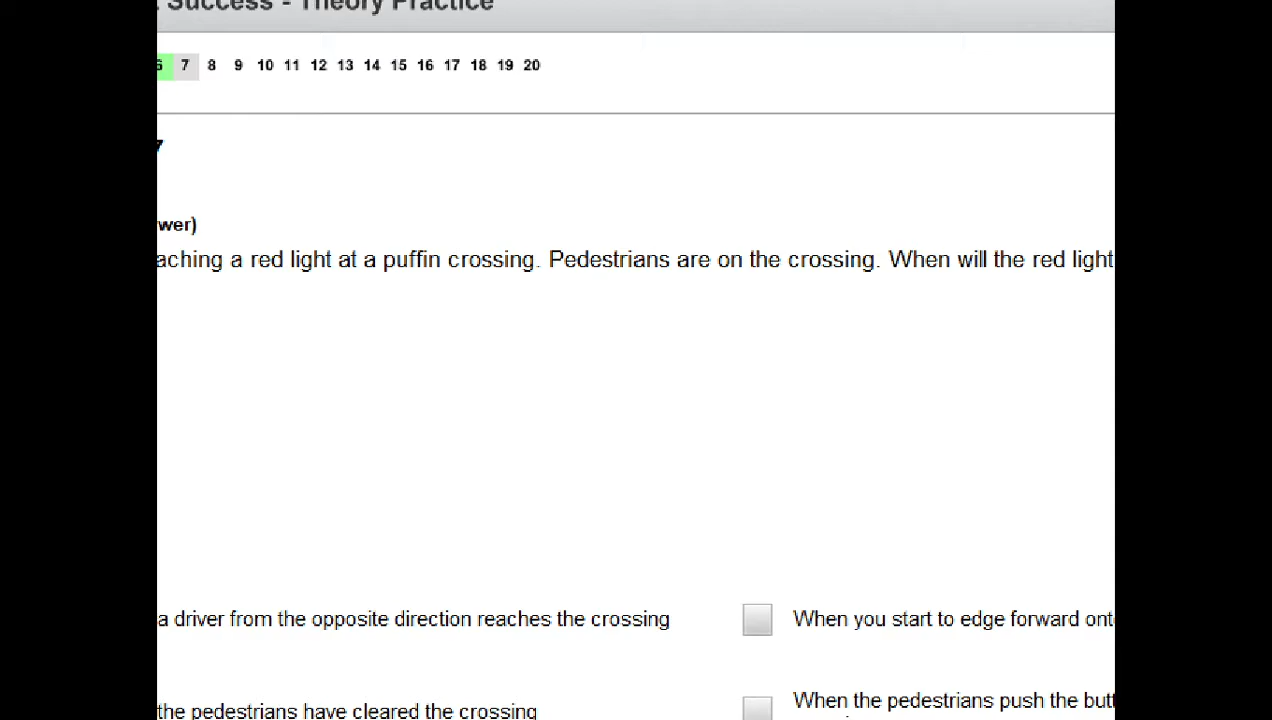 Success - Theory Practice
6 7 8 9 10 11 12 13 14 15 16 17 18 19 20
7
wer)
aching a red light at a puffin crossing. Pedestrians are on the crossing. When will the red light
a driver from the opposite direction reaches the crossing
When you start to edge forward ont
the pedestrians have cleared the crossing
When the pedestrians push the butt